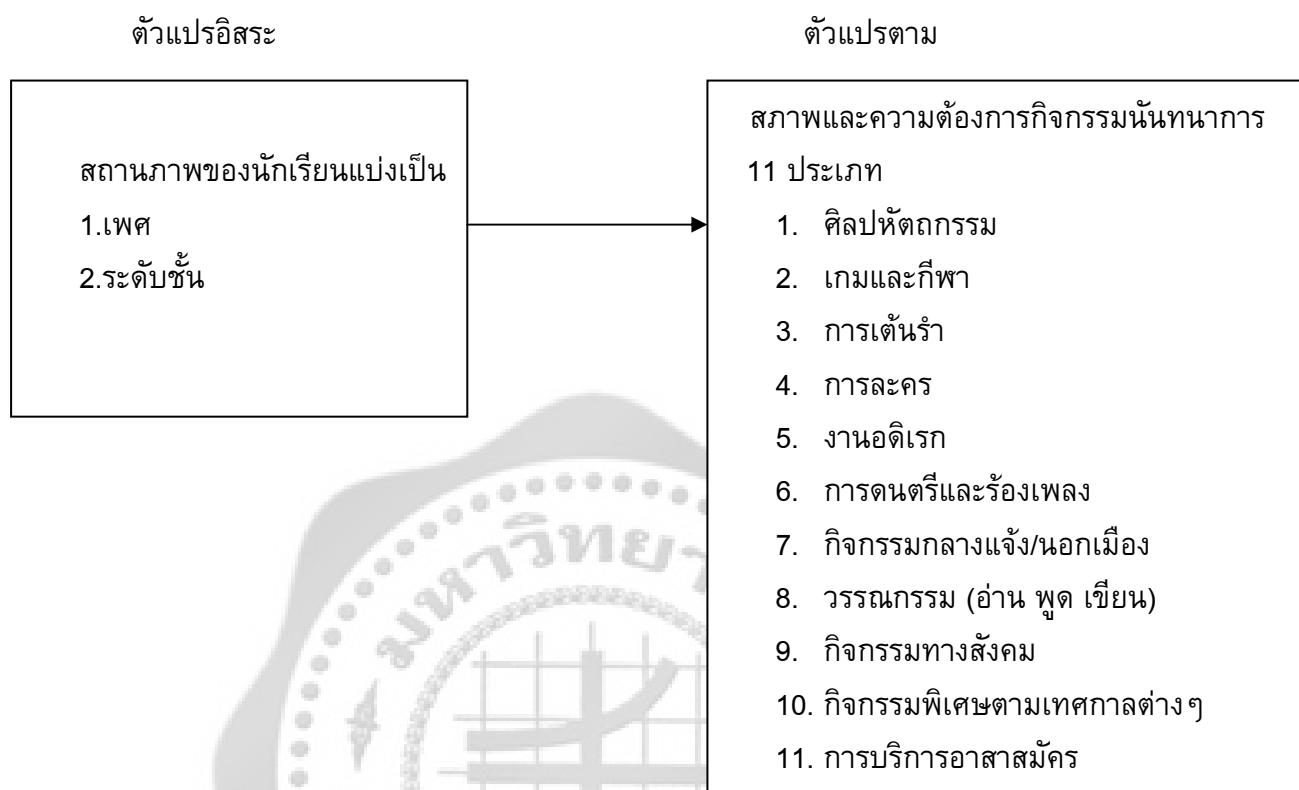 ตัวแปรอิสระ
ตัวแปรตาม
สถานภาพของนักเรียนแบ่งเป็น
1.เพศ
2.ระดับชั้น
สภาพและความต้องการกิจกรรมนันทนาการ
11 ประเภท
1. ศิลปหัตถกรรม
2. เกมและกีฬา
3. การเต้นรำ
4. การละคร
5. งานอดิเรก
6. การดนตรีและร้องเพลง
7. กิจกรรมกลางแจ้ง/นอกเมือง
8. วรรณกรรม (อ่าน พูด เขียน)
9. กิจกรรมทางสังคม
10. กิจกรรมพิเศษตามเทศกาลต่างๆ
11. การบริการอาสาสมัคร
มหาวิทยา